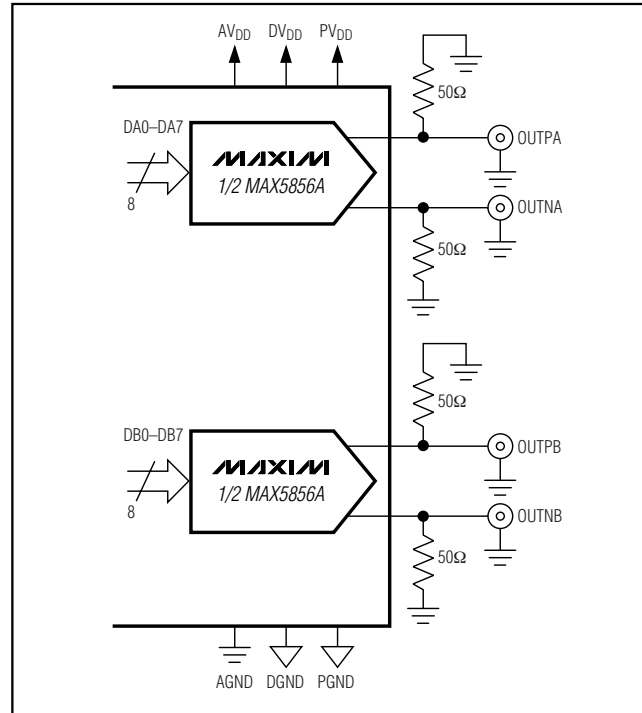 AVDD DVDD PVDD
50Ω
DA0–DA7
MAXIM
1/2 MAX5856A
8
OUTPA
OUTNA
50Ω
50Ω
DB0–DB7
MAXIM
1/2 MAX5856A
8
OUTPB
OUTNB
50Ω
AGND DGND PGND